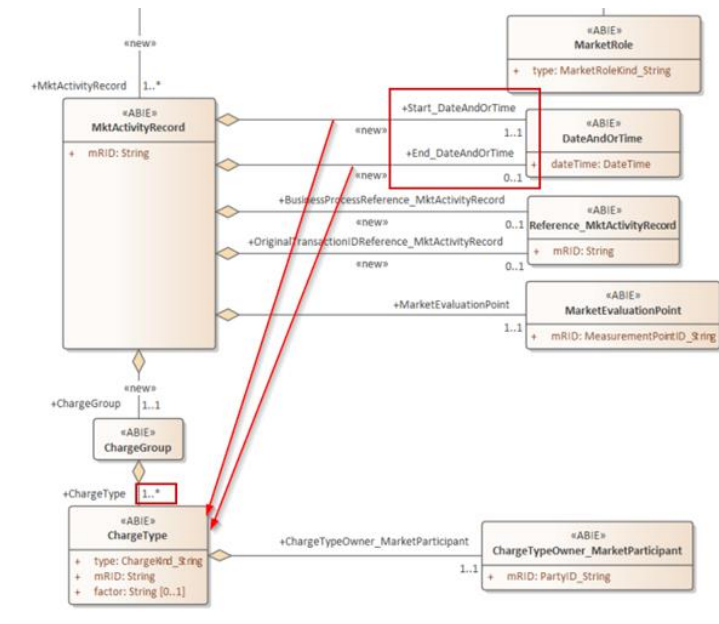 «new»
+MktActivityRecord 1..*
«ABIE»
MktActivityRecord
+ mRID: String
«ABIE»
MarketRole
+ type: MarketRoleKind_String
+Start_DateAndOrTime
«new»
1..1
+End_DateAndOrTime
«new»
0..1
«ABIE»
DateAndOrTime
+ dateTime: DateTime
+BusinessProcessReference_MktActivityRecord
«new»
0..1
+OriginalTransactionIDReference_MktActivityRecord
«new»
0..1
«ABIE»
Reference_MktActivityRecord
+ mRID: String
+MarketEvaluationPoint
1..1
«ABIE»
MarketEvaluationPoint
+ mRID: MeasurementPointID_String
«new»
+ChargeGroup 1..1
«ABIE»
ChargeGroup
+ChargeType 1..*
«ABIE»
ChargeType
+ type: ChargeKind_String
+ mRID: String
+ factor: String [0..1]
+ChargeTypeOwner_MarketParticipant
1..1
«ABIE»
ChargeTypeOwner_MarketParticipant
+ mRID: PartyID_String